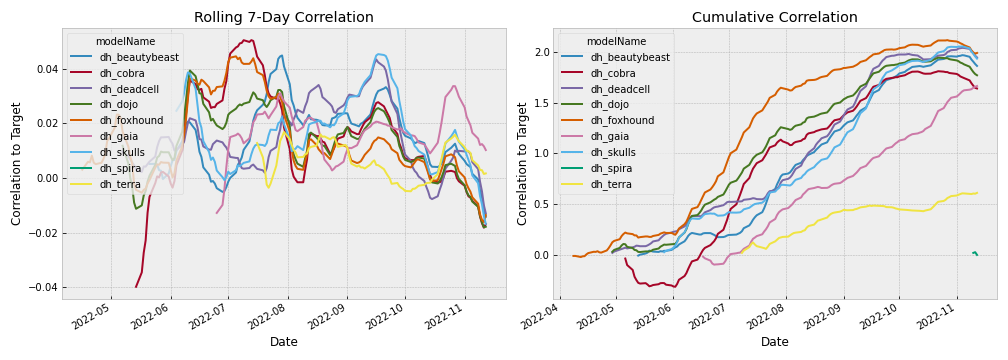 Rolling 7-Day Correlation
Correlation to Target
0.04
0.02
0.00
−0.02
−0.04
modelName
dh_beautybeast
dh_cobra
dh_deadcell
dh_dojo
dh_foxhound
dh_gaia
dh_skulls
dh_spira
dh_terra
2022-05
2022-06
2022-07
2022-08
2022-09
2022-10
2022-11
Date
Cumulative Correlation
Correlation to Target
2.0
1.5
1.0
0.5
0.0
modelName
dh_beautybeast
dh_cobra
dh_deadcell
dh_dojo
dh_foxhound
dh_gaia
dh_skulls
dh_spira
dh_terra
2022-04
2022-05
2022-06
2022-07
2022-08
2022-09
2022-10
2022-11
Date